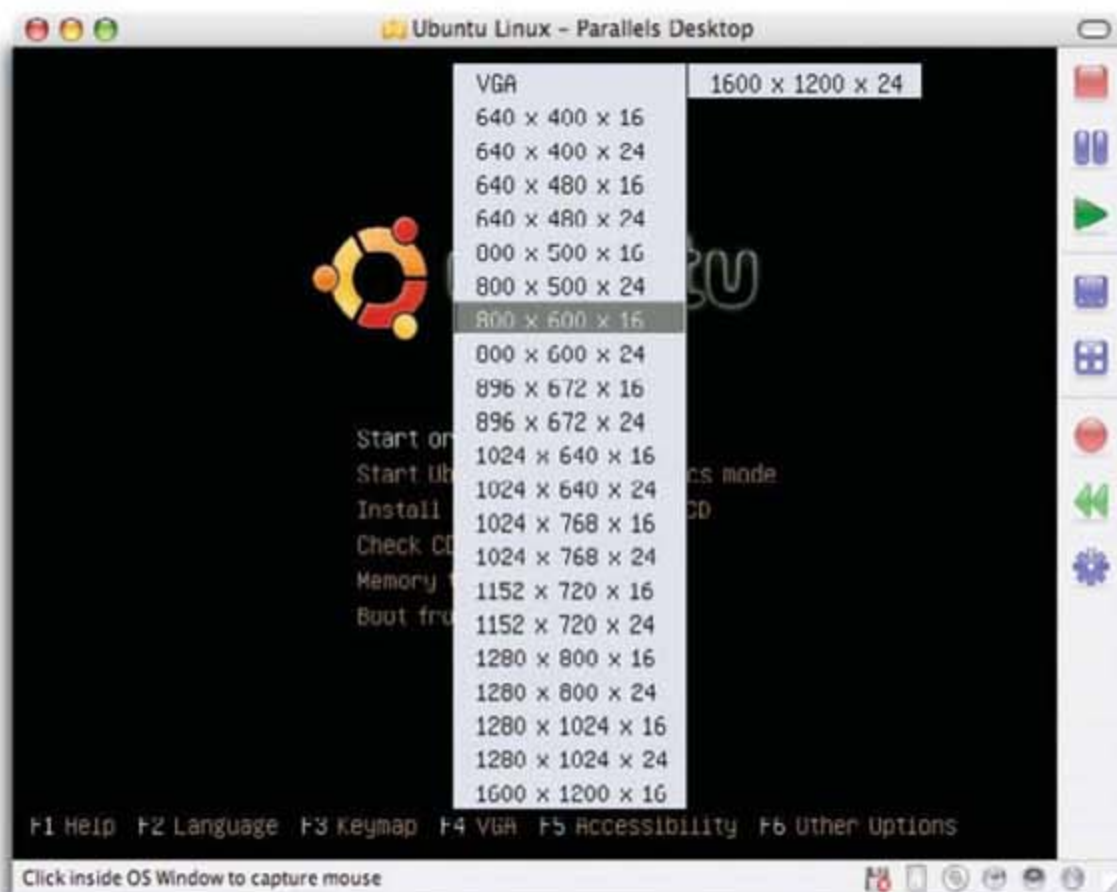 Ubuntu Linux – Parallels Desktop
VGA
640 x 400 x 16
640 x 400 x 24
640 x 480 x 16
640 x 480 x 24
800 x 500 x 16
800 x 500 x 24
800 x 600 x 16
800 x 600 x 24
896 x 672 x 16
896 x 672 x 24
1024 x 640 x 16
1024 x 640 x 24
1024 x 768 x 16
1024 x 768 x 24
1152 x 720 x 16
1152 x 720 x 24
1280 x 800 x 16
1280 x 800 x 24
1280 x 1024 x 16
1280 x 1024 x 24
1600 x 1200 x 16
1600 x 1200 x 24
Start or
Start Ub cs mode
Install CD
Check CD
Memory
Boot fro
F1 Help F2 Language F3 Keymap F4 VGA F5 Accessibility F6 Other Options
Click inside OS Window to capture mouse